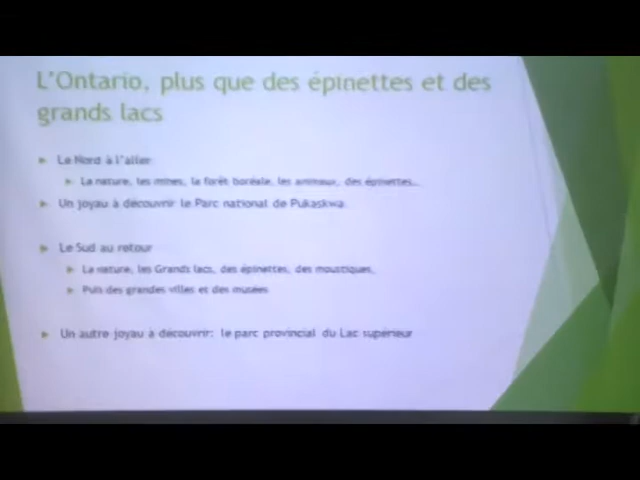 L'Ontario, plus que des épinettes et des
grands lacs
Le Nord à l'aller
La nature, les mines, la forêt boréale, les animaux, des épinettes…
Un joyau à découvrir le Parc national de Pukaskwa
Le Sud au retour
La nature, les Grands lacs, des épinettes, des moustiques,
Puis des grandes villes et des musées
Un autre joyau à découvrir: le parc provincial du Lac supérieur